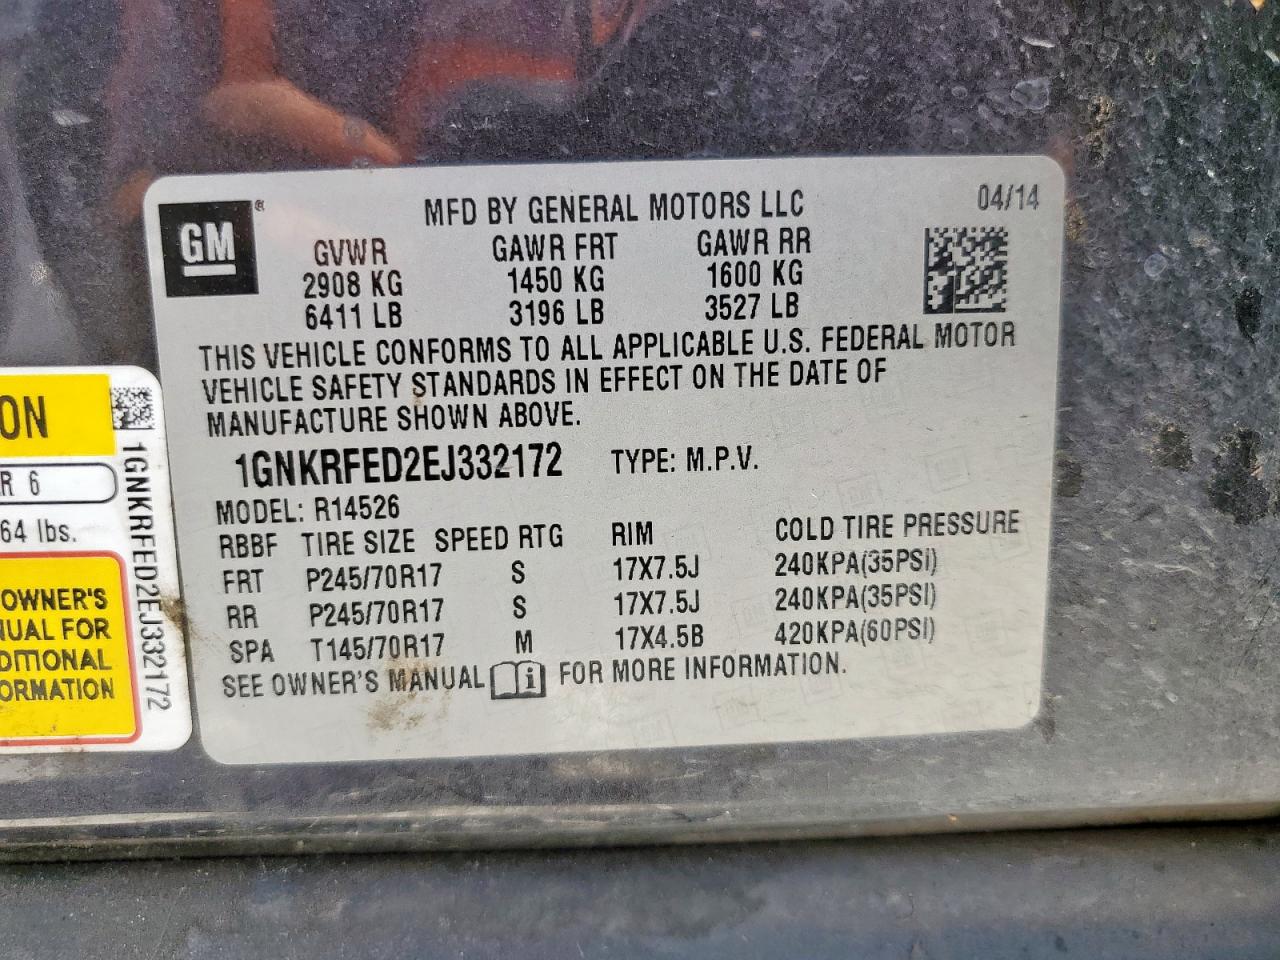 GM
®
MFD BY GENERAL MOTORS LLC
04/14
GVWR GAWR FRT GAWR RR
2908 KG 1450 KG 1600 KG
6411 LB 3196 LB 3527 LB
THIS VEHICLE CONFORMS TO ALL APPLICABLE U.S. FEDERAL MOTOR
VEHICLE SAFETY STANDARDS IN EFFECT ON THE DATE OF
MANUFACTURE SHOWN ABOVE.
1GNKRFED2EJ332172 TYPE: M.P.V.
MODEL: R14526
RBBF TIRE SIZE SPEED RTG RIM COLD TIRE PRESSURE
FRT P245/70R17 S 17X7.5J 240KPA(35PSI)
RR P245/70R17 S 17X7.5J 240KPA(35PSI)
SPA T145/70R17 M 17X4.5B 420KPA(60PSI)
SEE OWNER'S MANUAL i FOR MORE INFORMATION.
ON
R 6
64 lbs.
OWNER'S
NUAL FOR
DITIONAL
ORMATION
1GNKRFED2EJ332172